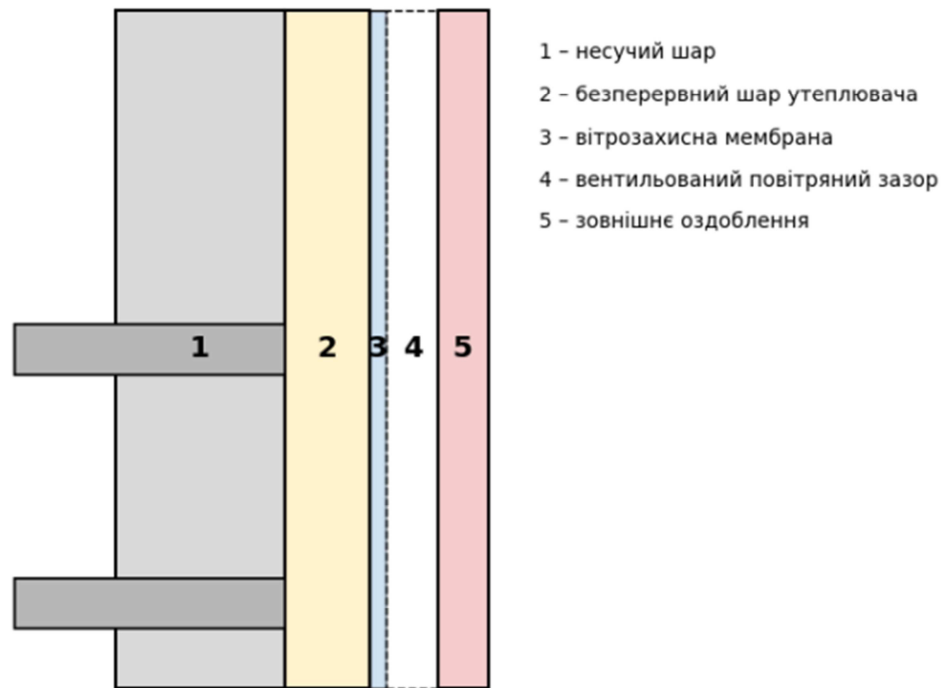 1 – несучий шар
2 – безперервний шар утеплювача
3 – вітрозахисна мембрана
4 – вентильований повітряний зазор
5 – зовнішнє оздоблення
1 2 3 4 5